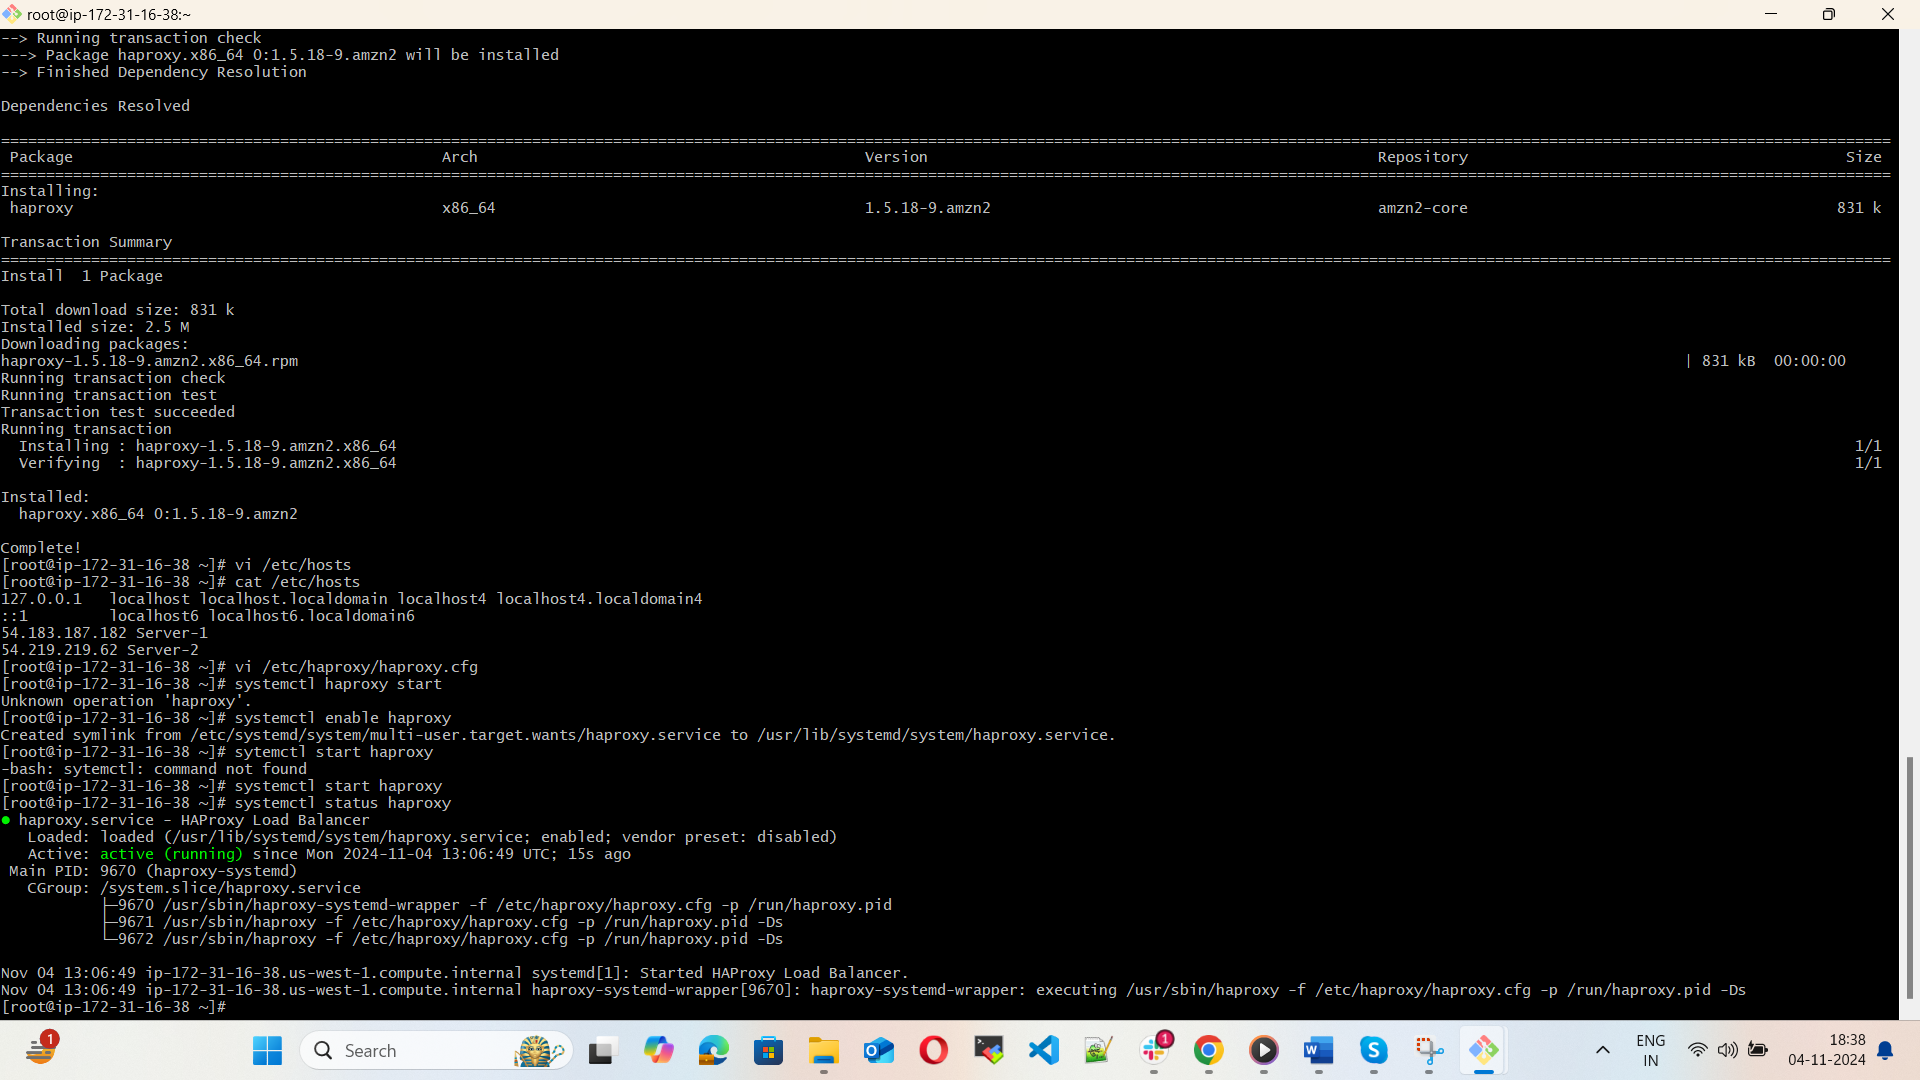 root@ip-172-31-16-38:~
--> Running transaction check
---> Package haproxy.x86_64 0:1.5.18-9.amzn2 will be installed
--> Finished Dependency Resolution
Dependencies Resolved
Package Arch Version Repository Size
Installing:
haproxy x86_64 1.5.18-9.amzn2 amzn2-core 831 k
Transaction Summary
Install  1 Package
Total download size: 831 k
Installed size: 2.5 M
Downloading packages:
haproxy-1.5.18-9.amzn2.x86_64.rpm | 831 kB  00:00:00
Running transaction check
Running transaction test
Transaction test succeeded
Running transaction
Installing : haproxy-1.5.18-9.amzn2.x86_64 1/1
Verifying  : haproxy-1.5.18-9.amzn2.x86_64 1/1
Installed:
haproxy.x86_64 0:1.5.18-9.amzn2
Complete!
[root@ip-172-31-16-38 ~]# vi /etc/hosts
[root@ip-172-31-16-38 ~]# cat /etc/hosts
127.0.0.1   localhost localhost.localdomain localhost4 localhost4.localdomain4
::1         localhost6 localhost6.localdomain6
54.183.187.182 Server-1
54.219.219.62 Server-2
[root@ip-172-31-16-38 ~]# vi /etc/haproxy/haproxy.cfg
[root@ip-172-31-16-38 ~]# systemctl haproxy start
Unknown operation 'haproxy'.
[root@ip-172-31-16-38 ~]# systemctl enable haproxy
Created symlink from /etc/systemd/system/multi-user.target.wants/haproxy.service to /usr/lib/systemd/system/haproxy.service.
[root@ip-172-31-16-38 ~]# sytemctl start haproxy
-bash: sytemctl: command not found
[root@ip-172-31-16-38 ~]# systemctl start haproxy
[root@ip-172-31-16-38 ~]# systemctl status haproxy
● haproxy.service - HAProxy Load Balancer
Loaded: loaded (/usr/lib/systemd/system/haproxy.service; enabled; vendor preset: disabled)
Active: active (running) since Mon 2024-11-04 13:06:49 UTC; 15s ago
Main PID: 9670 (haproxy-systemd)
CGroup: /system.slice/haproxy.service
├─9670 /usr/sbin/haproxy-systemd-wrapper -f /etc/haproxy/haproxy.cfg -p /run/haproxy.pid
├─9671 /usr/sbin/haproxy -f /etc/haproxy/haproxy.cfg -p /run/haproxy.pid -Ds
└─9672 /usr/sbin/haproxy -f /etc/haproxy/haproxy.cfg -p /run/haproxy.pid -Ds
Nov 04 13:06:49 ip-172-31-16-38.us-west-1.compute.internal systemd[1]: Started HAProxy Load Balancer.
Nov 04 13:06:49 ip-172-31-16-38.us-west-1.compute.internal haproxy-systemd-wrapper[9670]: haproxy-systemd-wrapper: executing /usr/sbin/haproxy -f /etc/haproxy/haproxy.cfg -p /run/haproxy.pid -Ds
[root@ip-172-31-16-38 ~]#
1
Search
1
ENG
IN
18:38
04-11-2024